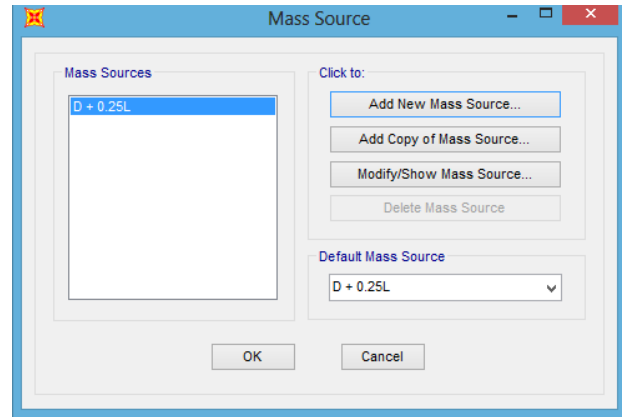 Mass Source
Mass Sources
D + 0.25L
Click to:
Add New Mass Source...
Add Copy of Mass Source...
Modify/Show Mass Source...
Delete Mass Source
Default Mass Source
D + 0.25L
OK
Cancel